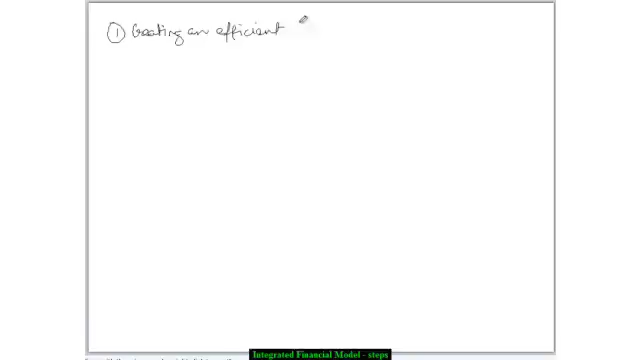 ① Creating an efficient
Integrated Financial Model - steps